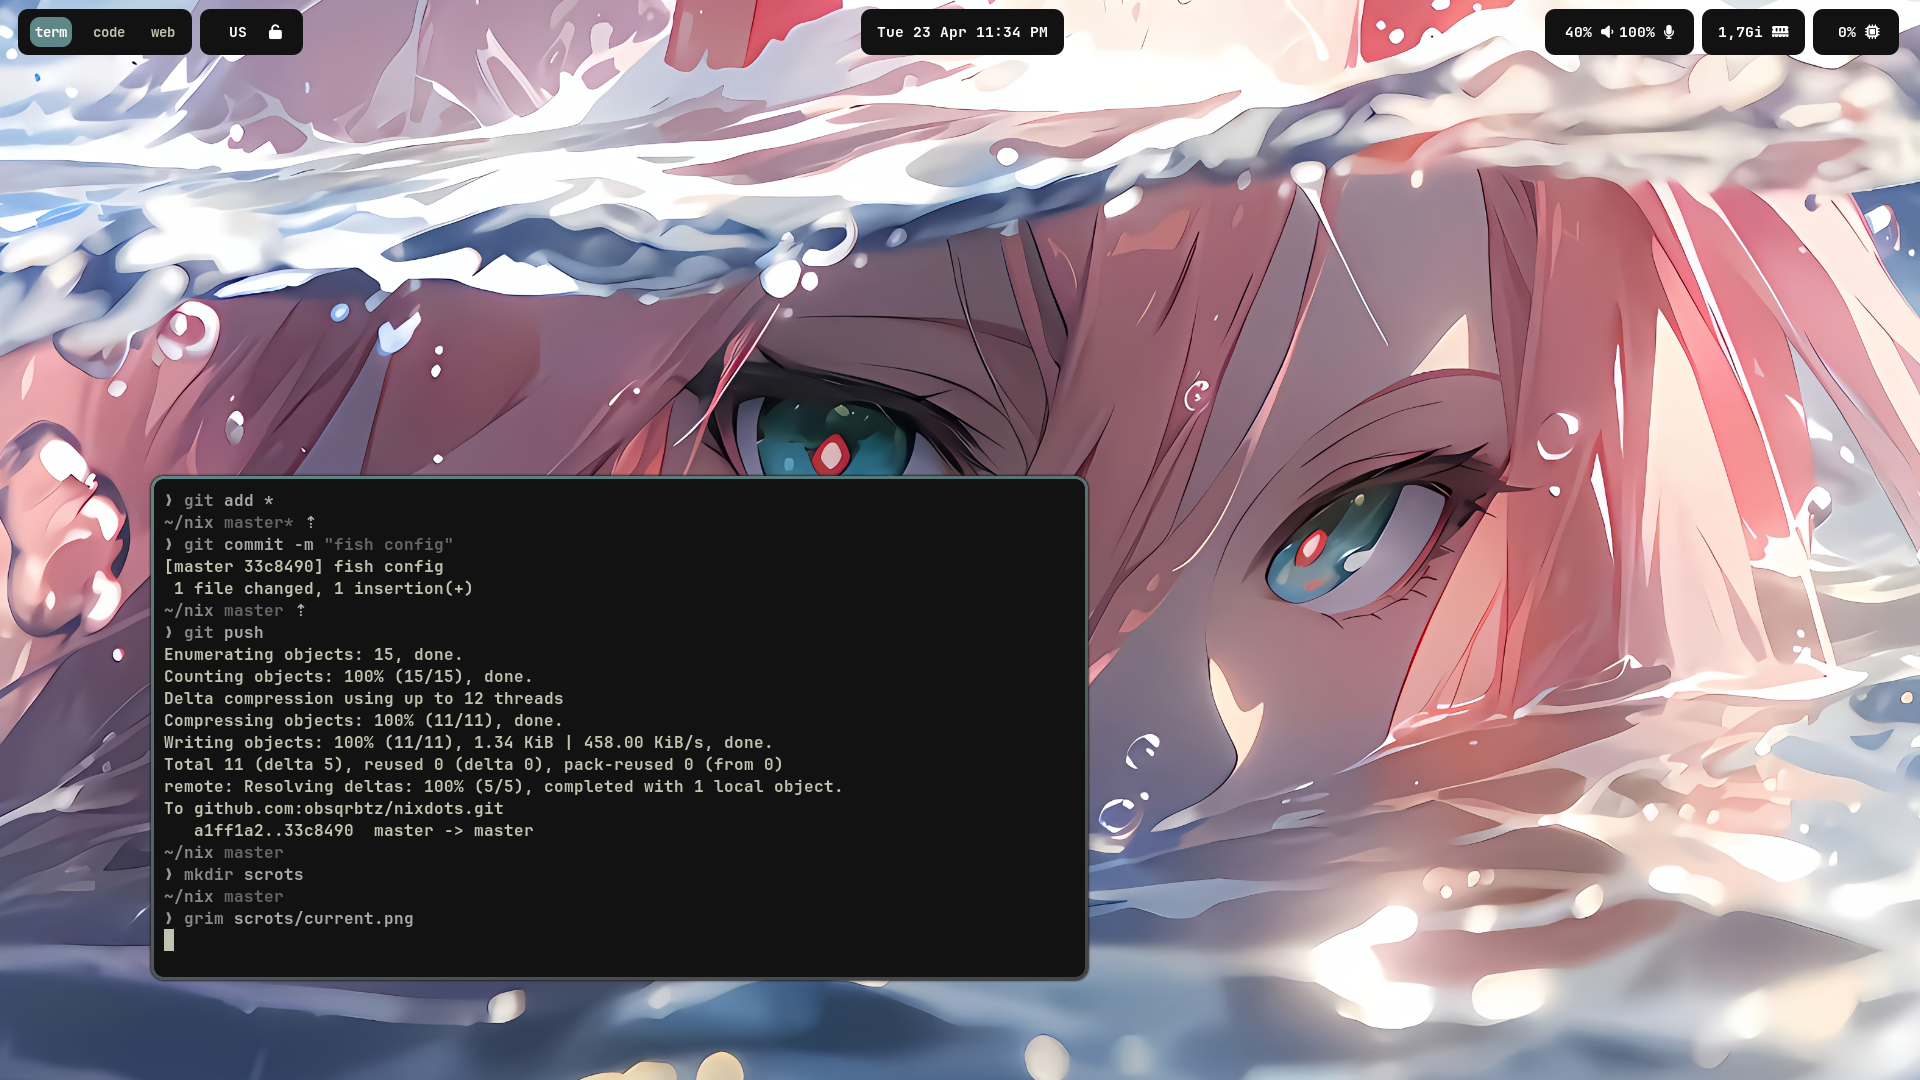 term code web US
Tue 23 Apr 11:34 PM
40% 100% 1,7Gi 0%
❯ git add *
~/nix master* ⇡
❯ git commit -m "fish config"
[master 33c8490] fish config
 1 file changed, 1 insertion(+)
~/nix master ⇡
❯ git push
Enumerating objects: 15, done.
Counting objects: 100% (15/15), done.
Delta compression using up to 12 threads
Compressing objects: 100% (11/11), done.
Writing objects: 100% (11/11), 1.34 KiB | 458.00 KiB/s, done.
Total 11 (delta 5), reused 0 (delta 0), pack-reused 0 (from 0)
remote: Resolving deltas: 100% (5/5), completed with 1 local object.
To github.com:obsqrbtz/nixdots.git
   a1ff1a2..33c8490  master -> master
~/nix master
❯ mkdir scrots
~/nix master
❯ grim scrots/current.png